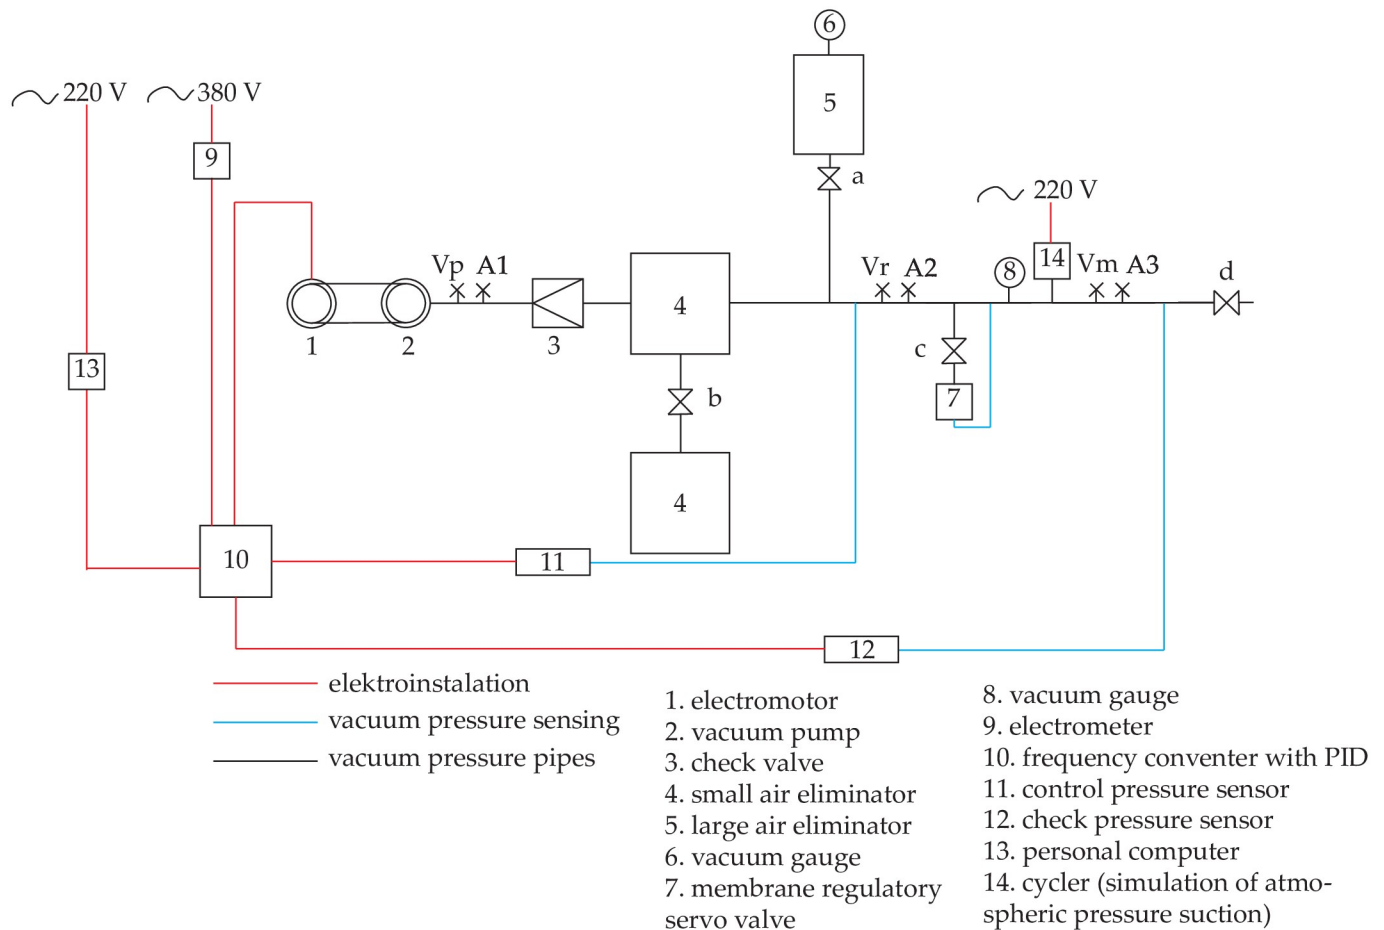 6
220 V
380 V
5
9
a
220 V
Vp
A1
Vr
A2
8
14
Vm
A3
d
4
1
2
3
c
13
b
7
4
10
11
12
elektroinstalation
vacuum pressure sensing
vacuum pressure pipes
1. electromotor
2. vacuum pump
3. check valve
4. small air eliminator
5. large air eliminator
6. vacuum gauge
7. membrane regulatory
servo valve
8. vacuum gauge
9. electrometer
10. frequency conventer with PID
11. control pressure sensor
12. check pressure sensor
13. personal computer
14. cycler (simulation of atmo-
spheric pressure suction)